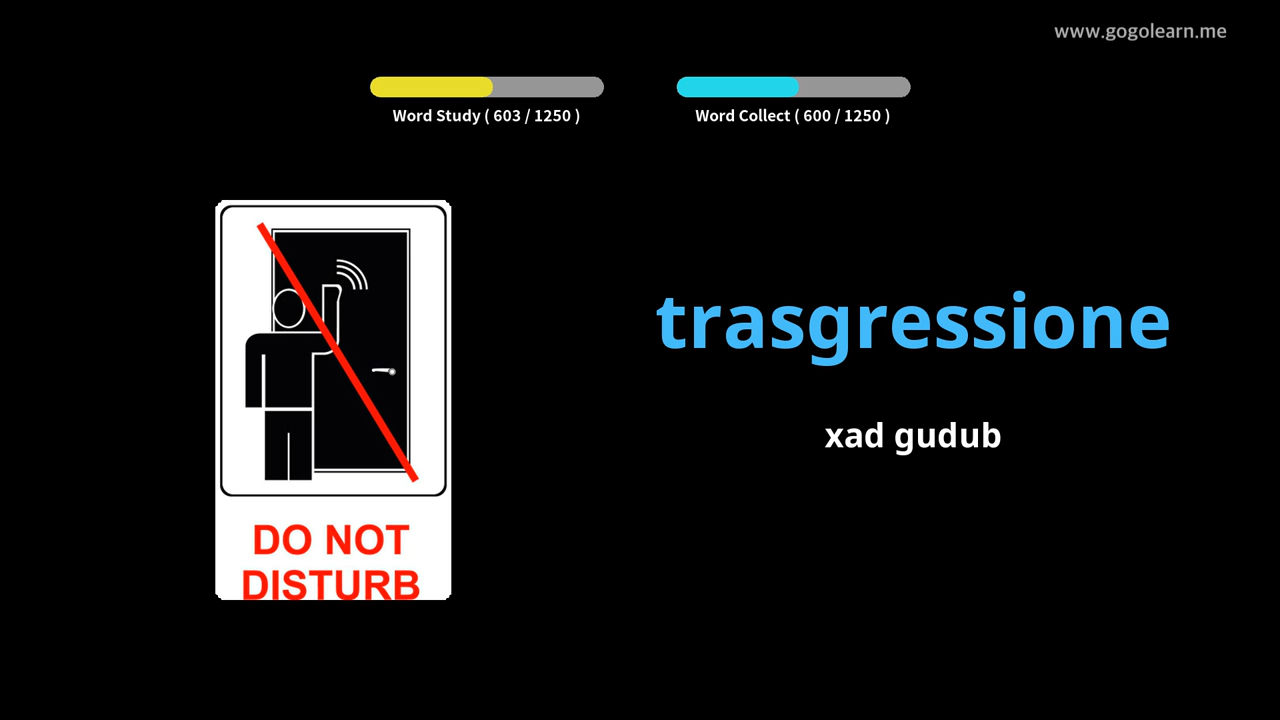 www.gogolearn.me
Word Study ( 603 / 1250 )
Word Collect ( 600 / 1250 )
trasgressione
xad gudub
DO NOT
DISTURB